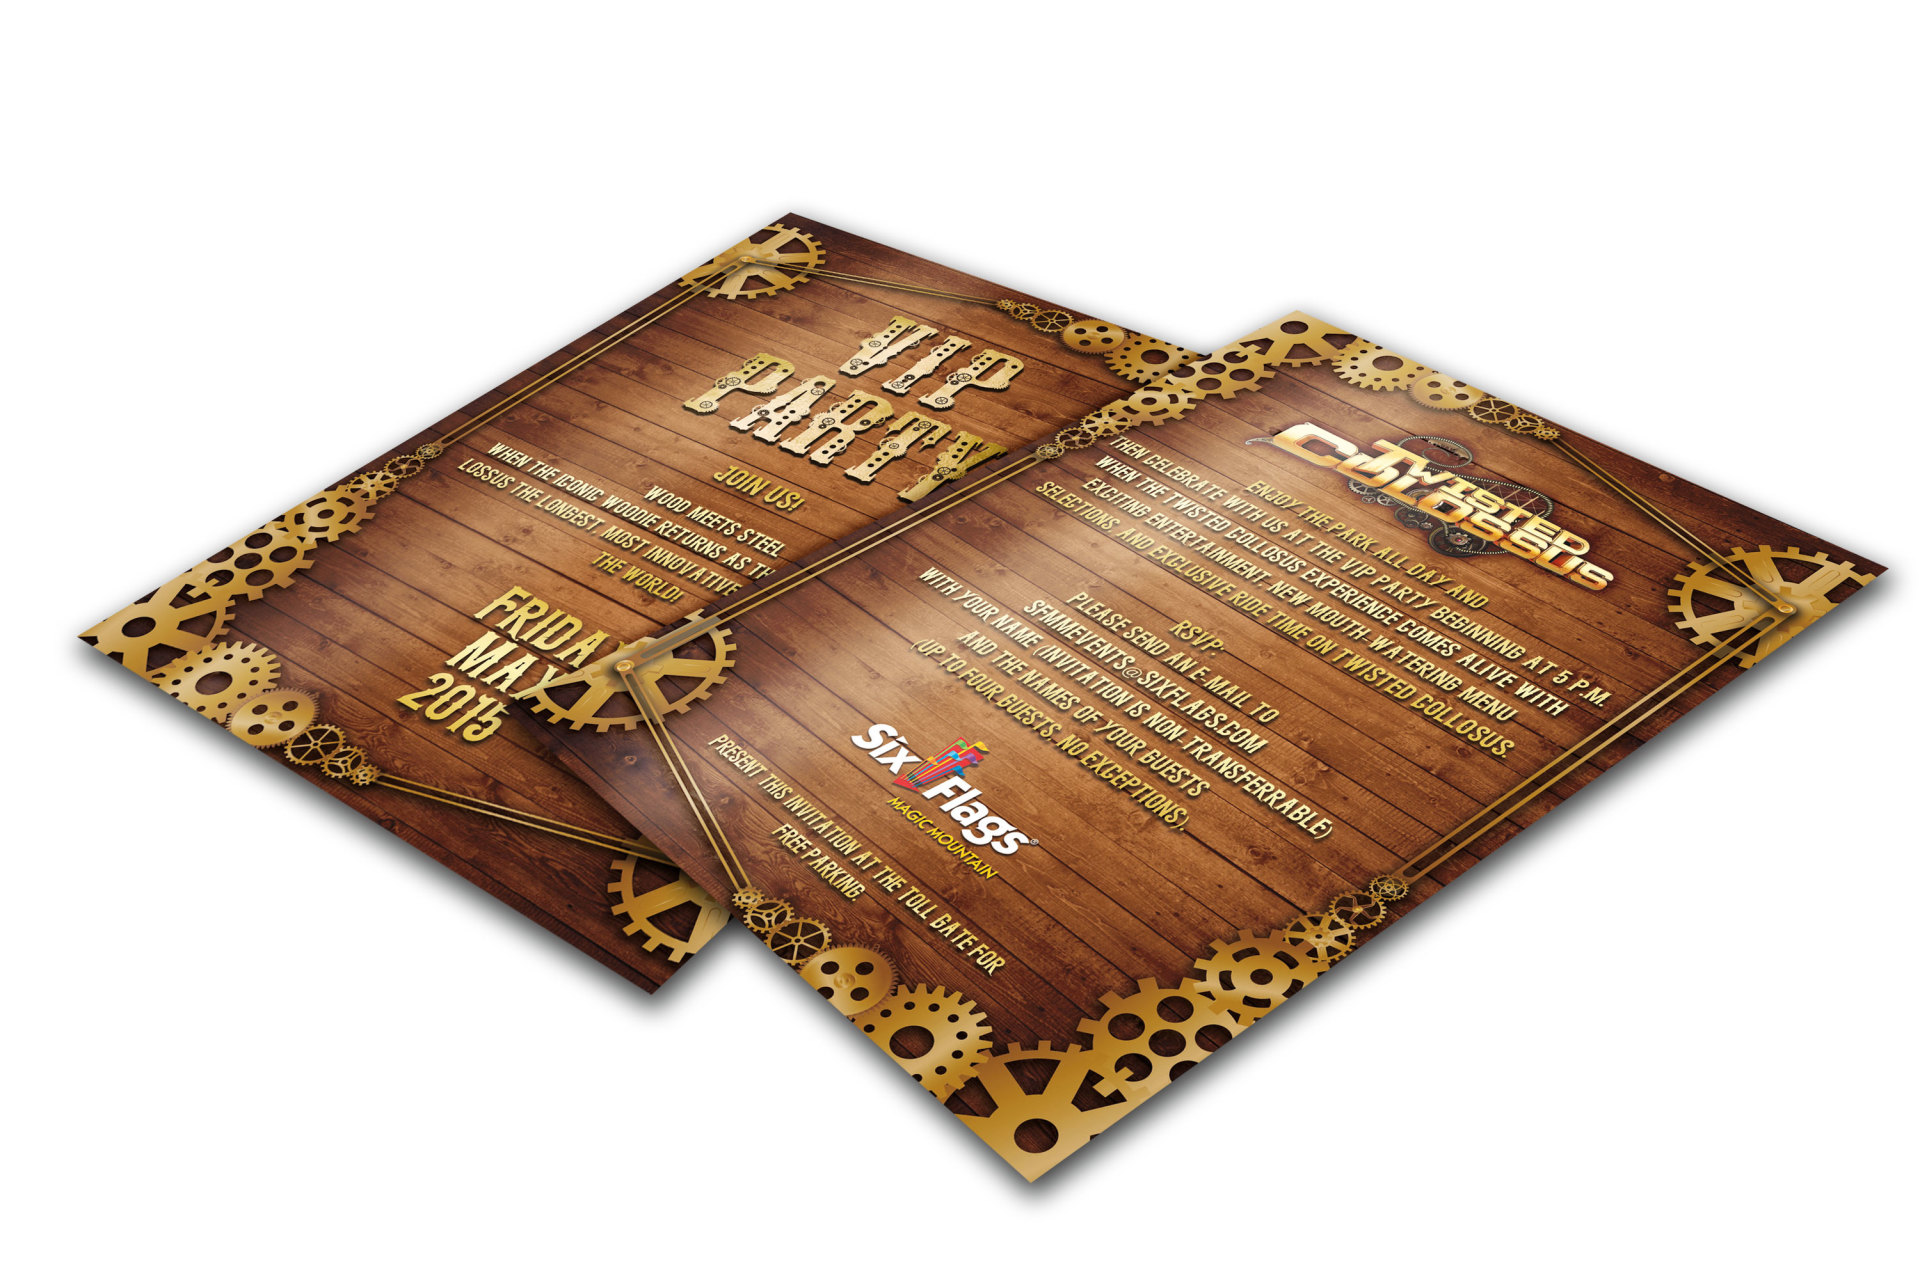 VIP
PARTY
JOIN US!
WOOD MEETS STEEL
WHEN THE ICONIC WOODIE RETURNS AS
LOSSUS THE LONGEST, MOST INNOVATIVE
THE WORLD!
MAY
2015
TWISTED
COLOSSUS
ENJOY THE PARK ALL DAY AND
THEN CELEBRATE WITH US AT THE VIP PARTY BEGINNING AT 5 P.M.
WHEN THE TWISTED COLLOSUS EXPERIENCE COMES ALIVE WITH
EXCITING ENTERTAINMENT, NEW MOUTH-WATERING MENU
SELECTIONS, AND EXCLUSIVE RIDE TIME ON TWISTED COLLOSUS.
RSVP:
PLEASE SEND AN E-MAIL TO
SFMMEVENTS@SIXFLAGS.COM
WITH YOUR NAME (INVITATION IS NON-TRANSFERRABLE)
AND THE NAMES OF YOUR GUESTS
(UP TO FOUR GUESTS, NO EXCEPTIONS).
Six Flags®
MAGIC MOUNTAIN
PRESENT THIS INVITATION AT THE TOLL GATE FOR
FREE PARKING.